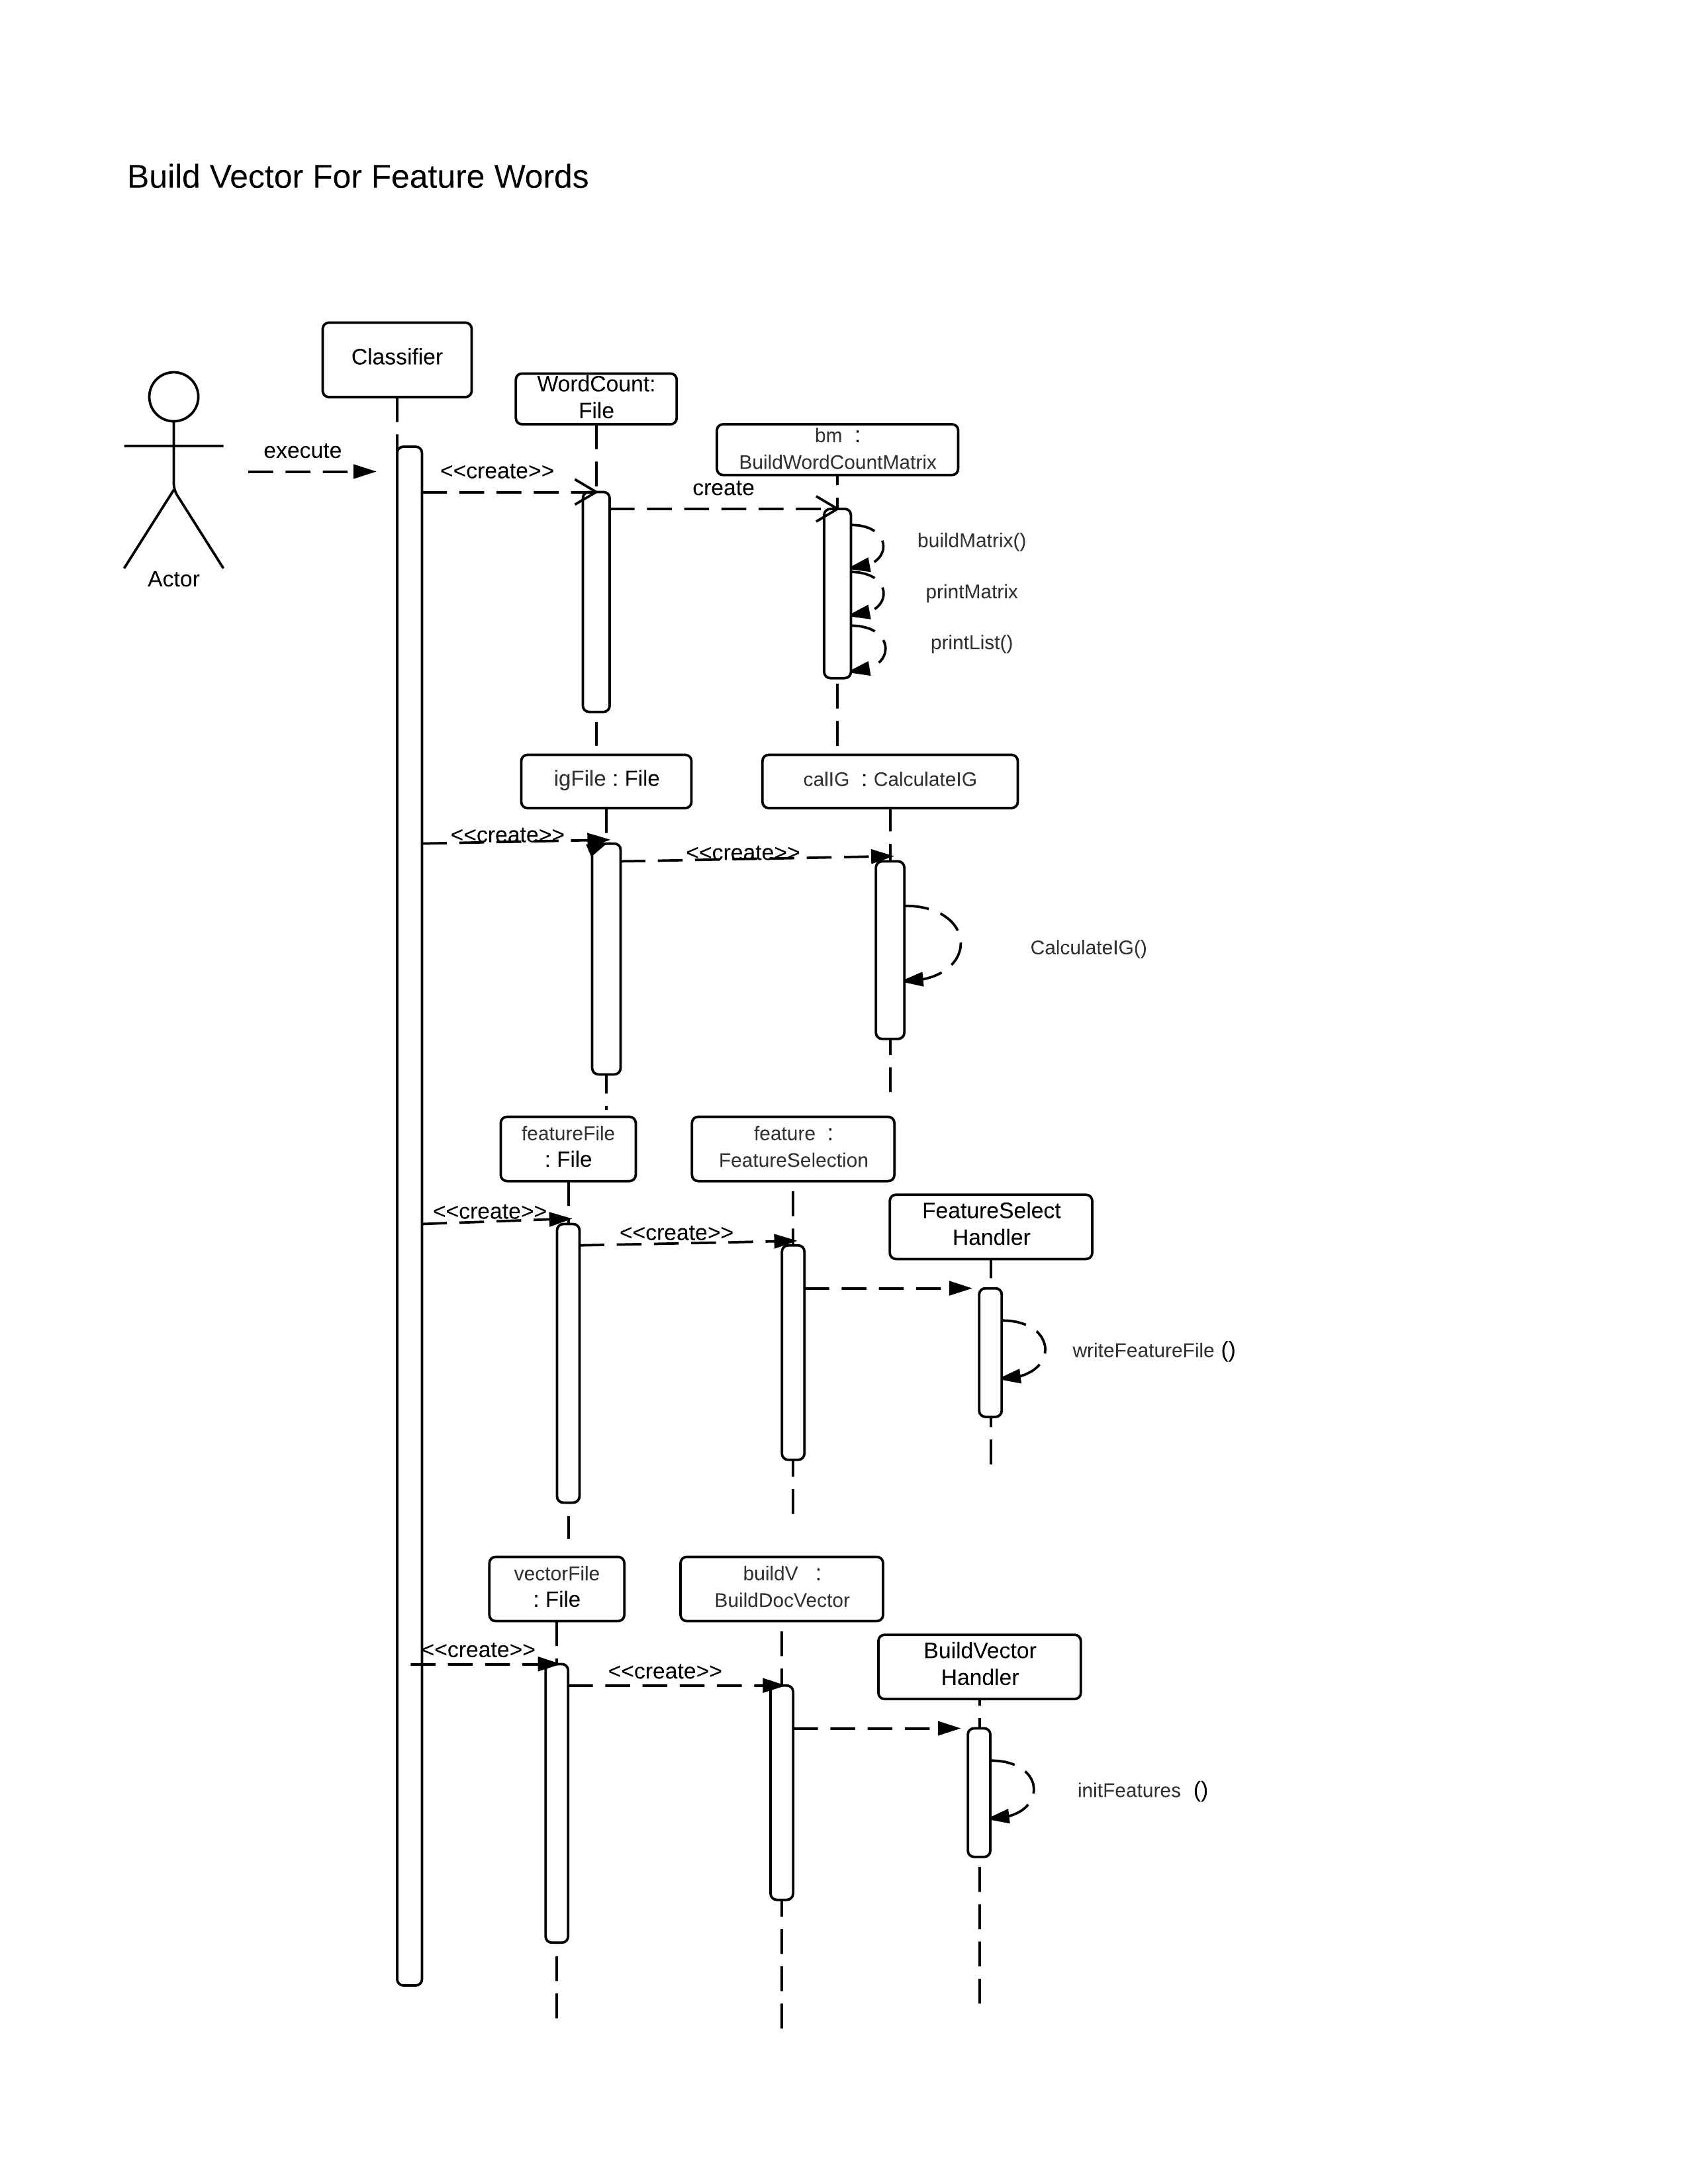 Build Vector For Feature Words
Classifier
WordCount:
File
bm :
BuildWordCountMatrix
execute
<<create>>
create
buildMatrix()
Actor
printMatrix
printList()
igFile : File
calIG : CalculateIG
<<create>>
<<create>>
CalculateIG()
featureFile
: File
feature :
FeatureSelection
<<create>>
<<create>>
FeatureSelect
Handler
writeFeatureFile ()
vectorFile
: File
buildV :
BuildDocVector
<<create>>
<<create>>
BuildVector
Handler
initFeatures ()